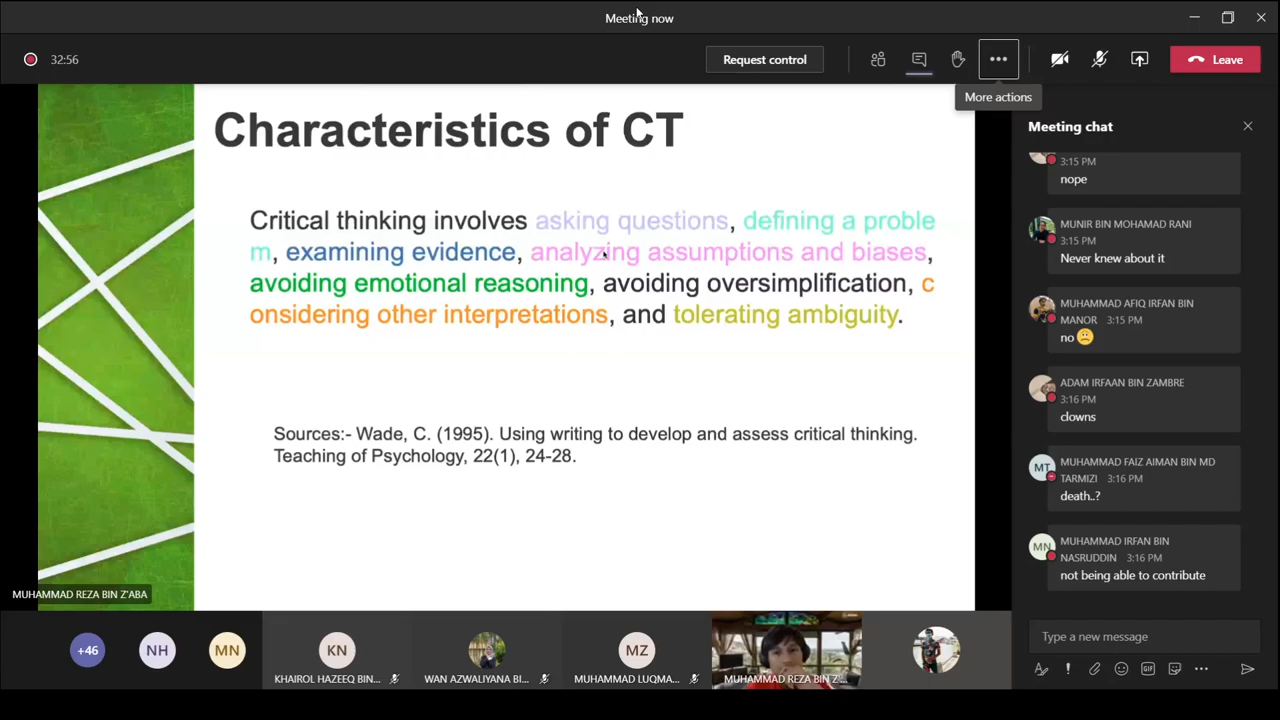 Meeting now
32:56
Request control
Leave
More actions
Characteristics of CT
Critical thinking involves asking questions, defining a proble
m, examining evidence, analyzing assumptions and biases,
avoiding emotional reasoning, avoiding oversimplification, c
onsidering other interpretations, and tolerating ambiguity.
Sources:- Wade, C. (1995). Using writing to develop and assess critical thinking.
Teaching of Psychology, 22(1), 24-28.
MUHAMMAD REZA BIN Z'ABA
Meeting chat
3:15 PM
nope
MUNIR BIN MOHAMAD RANI
3:15 PM
Never knew about it
MUHAMMAD AFIQ IRFAN BIN
MANOR 3:15 PM
no 🙁
ADAM IRFAAN BIN ZAMBRE
3:16 PM
clowns
MT
MUHAMMAD FAIZ AIMAN BIN MD
TARMIZI 3:16 PM
death..?
MN
MUHAMMAD IRFAN BIN
NASRUDDIN 3:16 PM
not being able to contribute
Type a new message
GIF
+46
NH
MN
KN
KHAIROL HAZEEQ BIN...
WAN AZWALIYANA BI...
MZ
MUHAMMAD LUQMA...
MUHAMMAD REZA BIN Z'...